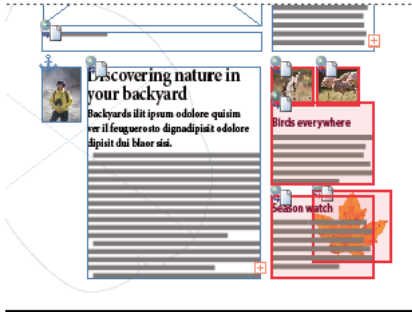 Discovering nature in
your backyard
Backyards ilit ipsum odolore quisim
ver il feuguerosto dignadipisit odolore
dipisit dui blaor sisi.
Birds everywhere
Season watch